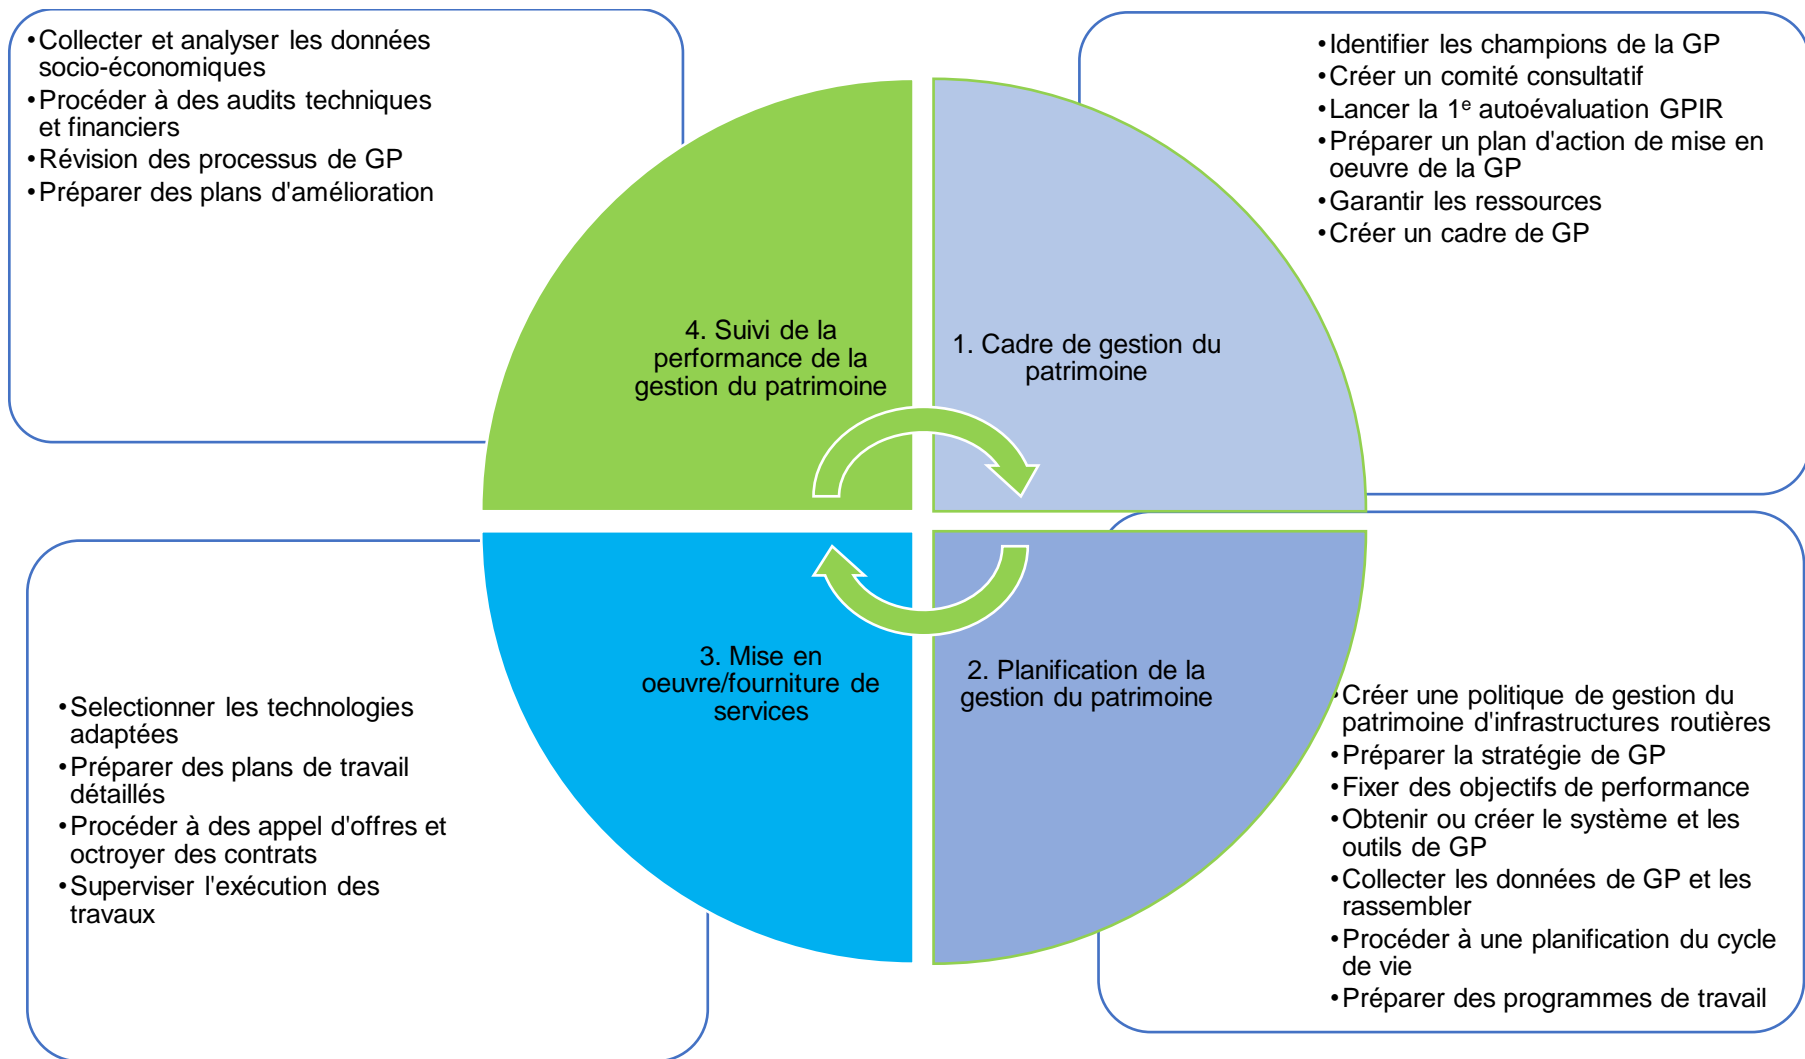 •Collecter et analyser les données
socio-économiques
•Procéder à des audits techniques
et financiers
•Révision des processus de GP
•Préparer des plans d'amélioration
•Identifier les champions de la GP
•Créer un comité consultatif
•Lancer la 1ᵉ autoévaluation GPIR
•Préparer un plan d'action de mise en
oeuvre de la GP
•Garantir les ressources
•Créer un cadre de GP
4. Suivi de la
performance de la
gestion du patrimoine
1. Cadre de gestion du
patrimoine
3. Mise en
oeuvre/fourniture de
services
2. Planification de la
gestion du patrimoine
•Selectionner les technologies
adaptées
•Préparer des plans de travail
détaillés
•Procéder à des appel d'offres et
octroyer des contrats
•Superviser l'exécution des
travaux
•Créer une politique de gestion du
patrimoine d'infrastructures routières
•Préparer la stratégie de GP
•Fixer des objectifs de performance
•Obtenir ou créer le système et les
outils de GP
•Collecter les données de GP et les
rassembler
•Procéder à une planification du cycle
de vie
•Préparer des programmes de travail